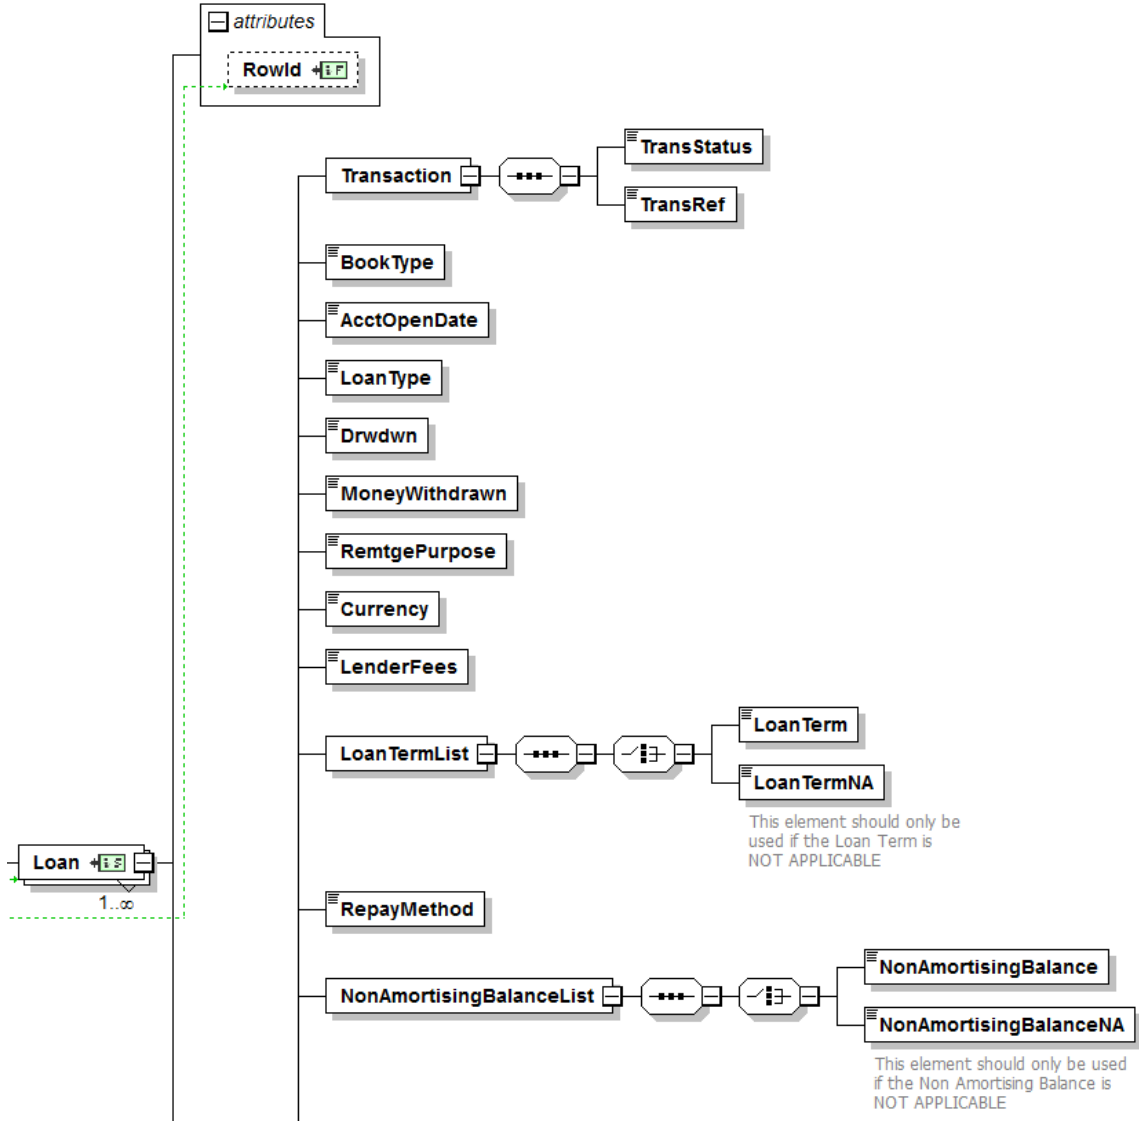 attributes
RowId
Transaction
TransStatus
TransRef
BookType
AcctOpenDate
LoanType
Drwdwn
MoneyWithdrawn
RemtgePurpose
Currency
LenderFees
LoanTermList
LoanTerm
LoanTermNA
This element should only be
used if the Loan Term is
NOT APPLICABLE
Loan
1..∞
RepayMethod
NonAmortisingBalanceList
NonAmortisingBalance
NonAmortisingBalanceNA
This element should only be used
if the Non Amortising Balance is
NOT APPLICABLE